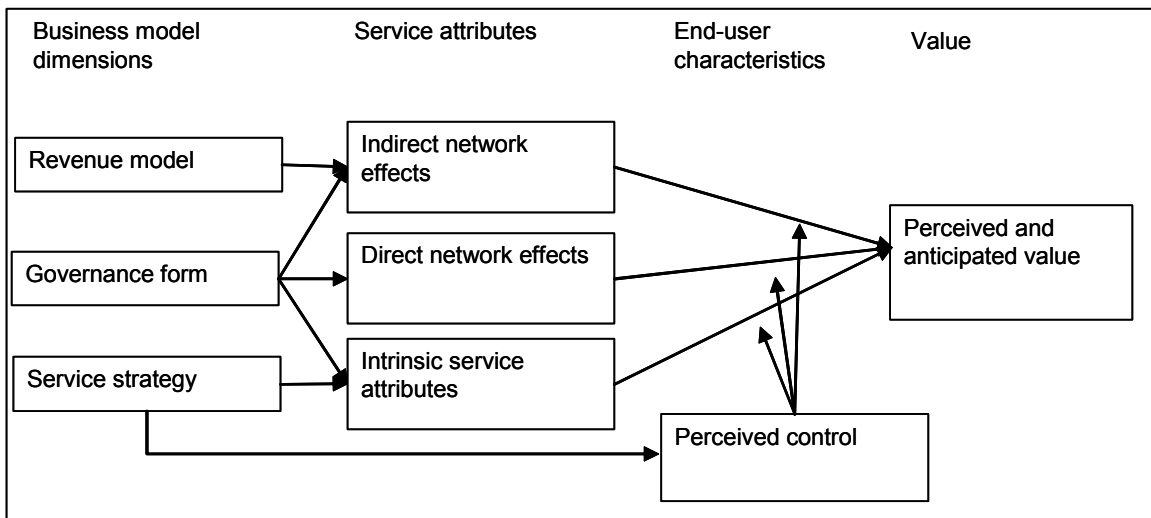 Business model
dimensions
Service attributes
End-user
characteristics
Value
Revenue model
Indirect network
effects
Governance form
Direct network effects
Perceived and
anticipated value
Service strategy
Intrinsic service
attributes
Perceived control